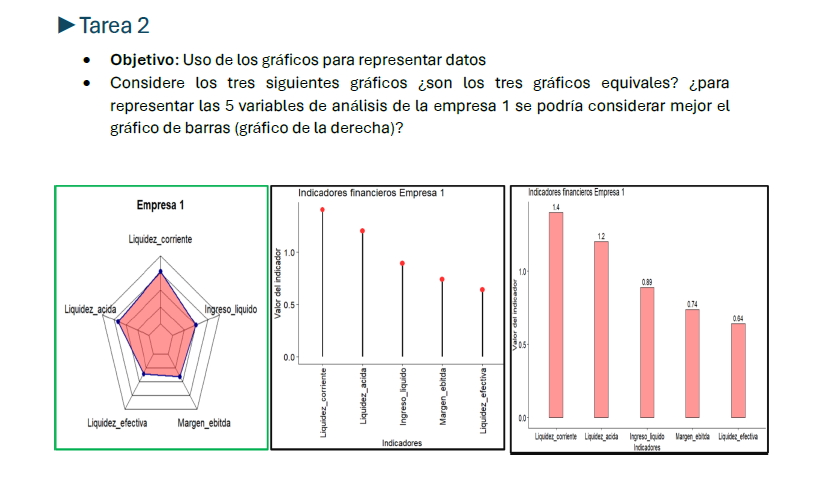 ►Tarea 2
• Objetivo: Uso de los gráficos para representar datos
• Considere los tres siguientes gráficos ¿son los tres gráficos equivales? ¿para
representar las 5 variables de análisis de la empresa 1 se podría considerar mejor el
gráfico de barras (gráfico de la derecha)?
Empresa 1
Liquidez_corriente
Liquidez_acida
Ingreso_liquido
Liquidez_efectiva
Margen_ebitda
Indicadores financieros Empresa 1
Valor del indicador
1.0
0.5
0.0
Liquidez_corriente
Liquidez_acida
Ingreso_liquido
Margen_ebitda
Liquidez_efectiva
Indicadores
Indicadores financieros Empresa 1
Valor del indicador
1.0
0.5
0.0
1.4
1.2
0.89
0.74
0.64
Liquidez_corriente
Liquidez_acida
Ingreso_liquido
Margen_ebitda
Liquidez_efectiva
Indicadores